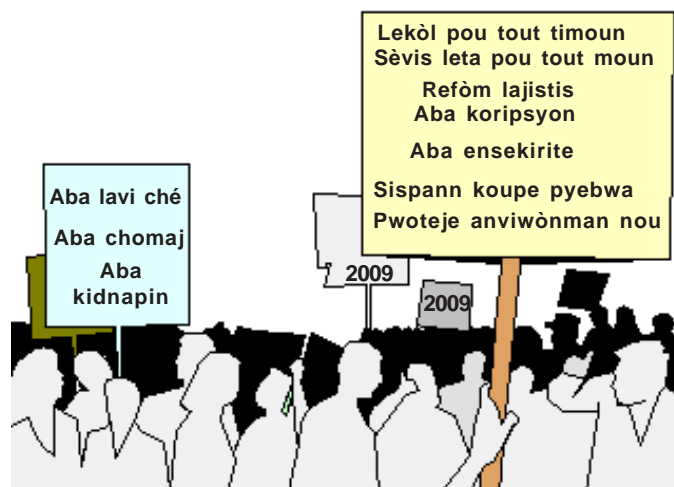 Lekòl pou tout timoun
Sèvis leta pou tout moun
Refòm lajistis
Aba koripsyon
Aba ensekirite
Sispann koupe pyebwa
Pwoteje anviwònman nou
Aba lavi ché
Aba chomaj
Aba
kidnapin
2009
2009